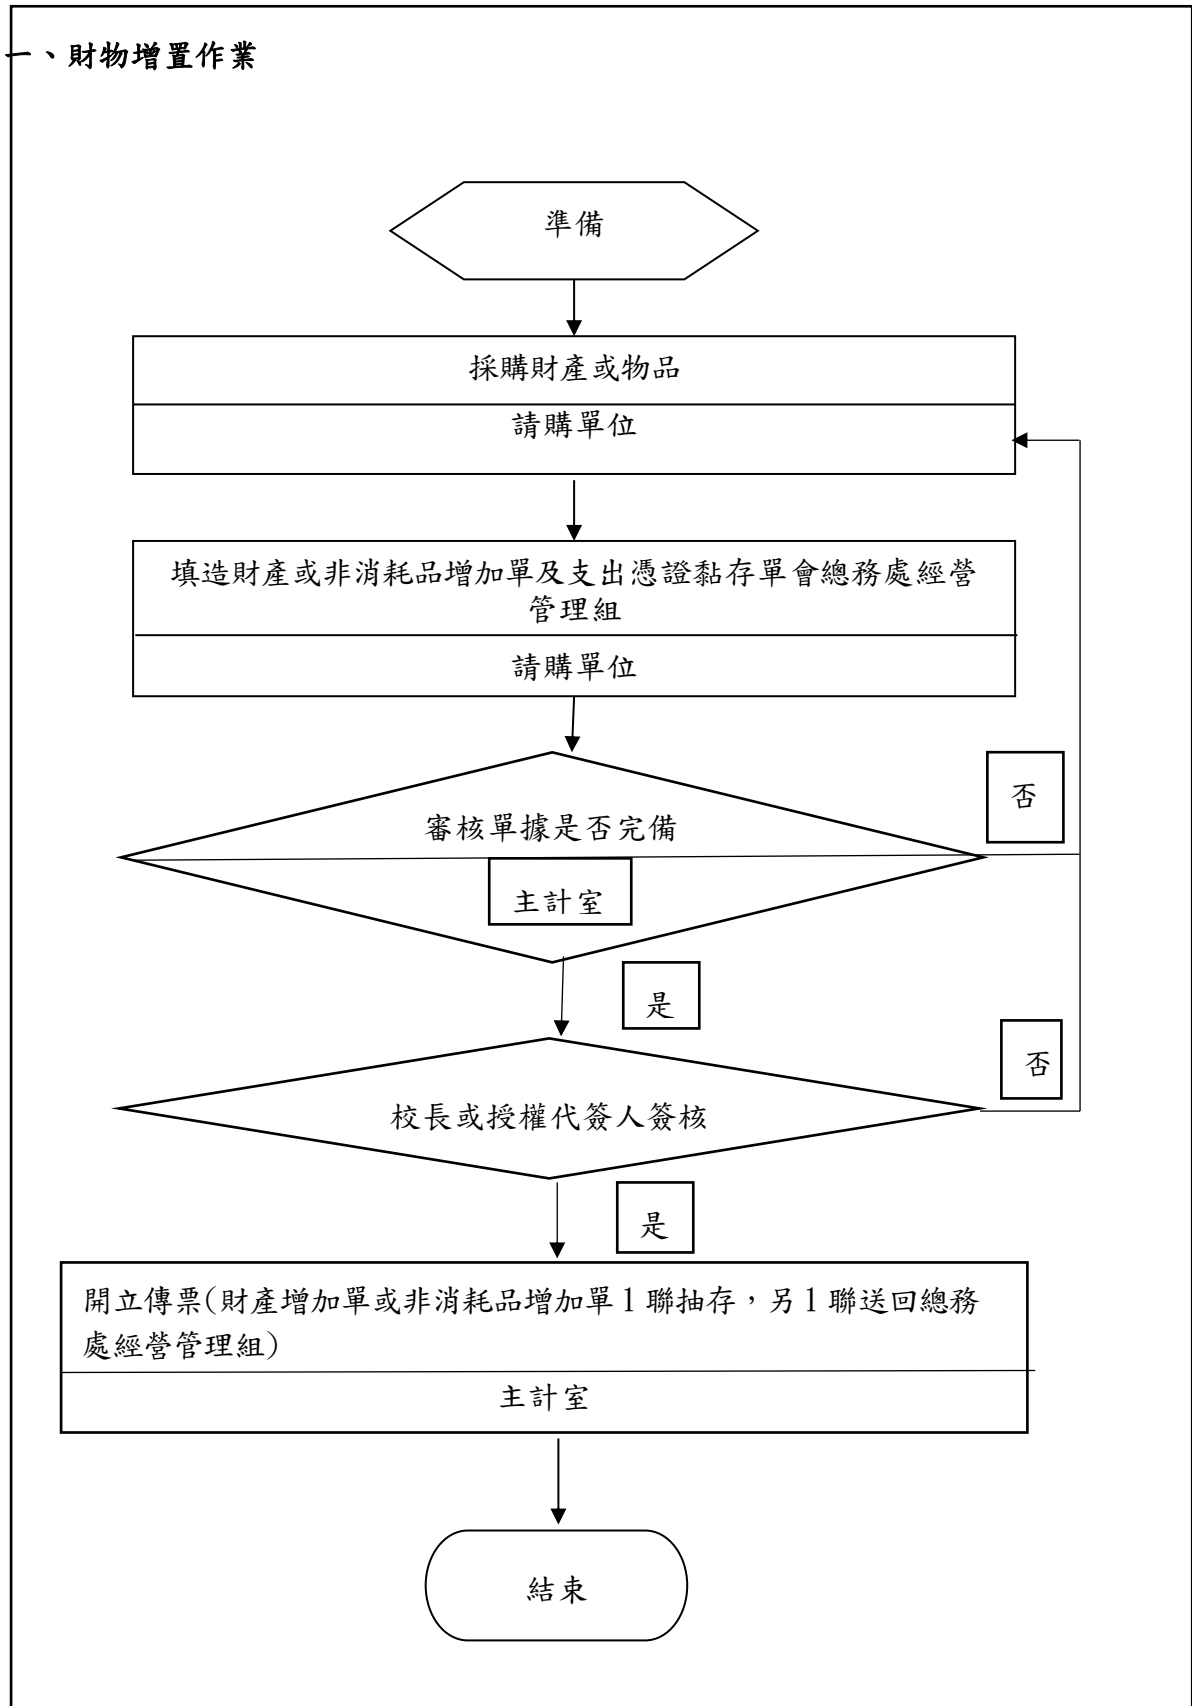 一、財物增置作業
準備
採購財產或物品
請購單位
填造財產或非消耗品增加單及支出憑證黏存單會總務處經營
管理組
請購單位
否
審核單據是否完備
主計室
是
否
校長或授權代簽人簽核
是
開立傳票(財產增加單或非消耗品增加單1聯抽存，另1聯送回總務
處經營管理組)
主計室
結束